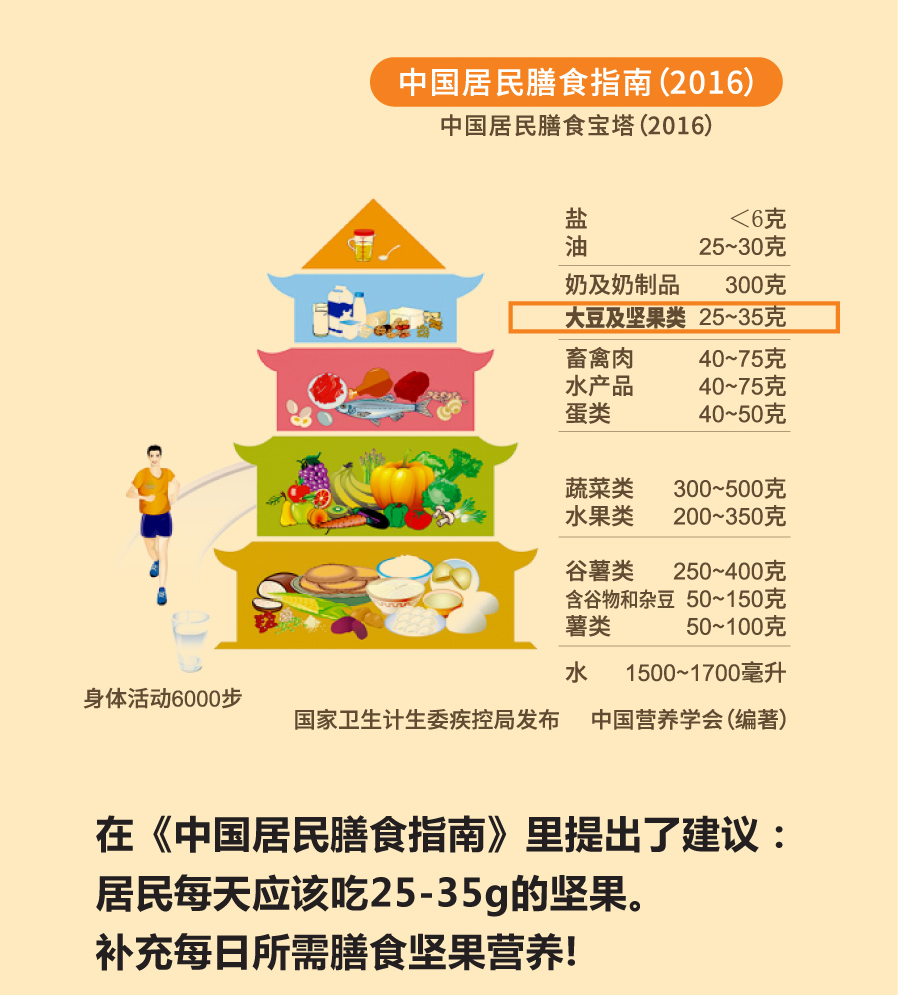 中国居民膳食指南(2016)
中国居民膳食宝塔(2016)
盐 <6克
油 25~30克
奶及奶制品 300克
大豆及坚果类 25~35克
畜禽肉 40~75克
水产品 40~75克
蛋类 40~50克
蔬菜类 300~500克
水果类 200~350克
谷薯类 250~400克
含谷物和杂豆 50~150克
薯类 50~100克
水 1500~1700毫升
身体活动6000步
国家卫生计生委疾控局发布 中国营养学会(编著)
在《中国居民膳食指南》里提出了建议：
居民每天应该吃25-35g的坚果。
补充每日所需膳食坚果营养!